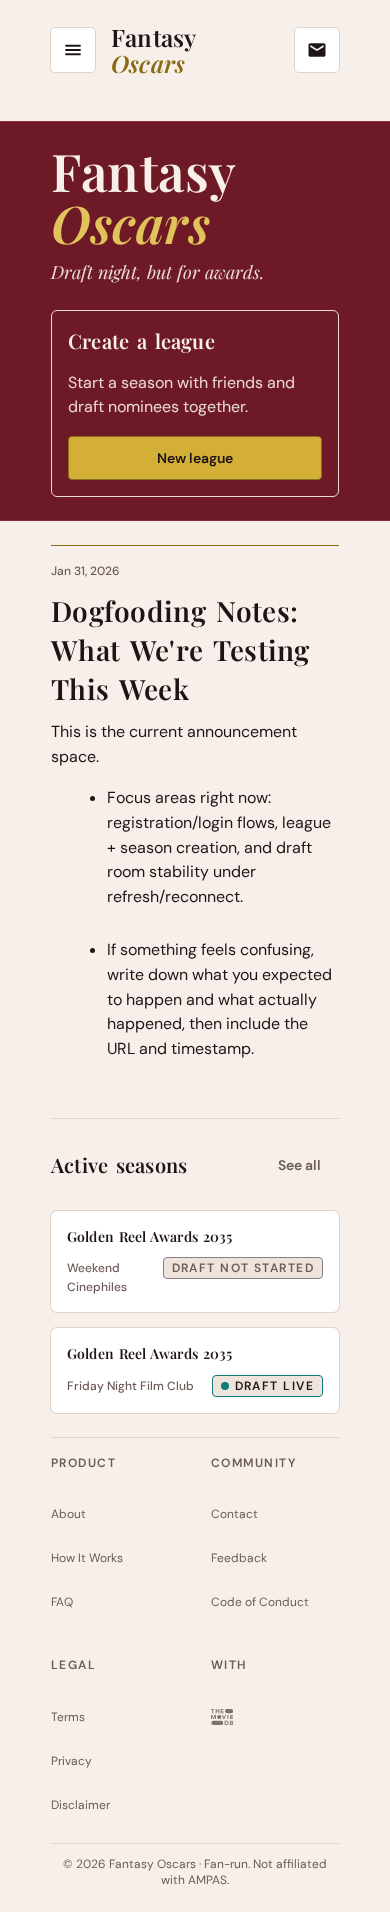 Fantasy
Oscars
Fantasy
Oscars
Draft night, but for awards.
Create a league
Start a season with friends and
draft nominees together.
New league
Jan 31, 2026
Dogfooding Notes:
What We're Testing
This Week
This is the current announcement
space.
• Focus areas right now:
registration/login flows, league
+ season creation, and draft
room stability under
refresh/reconnect.
• If something feels confusing,
write down what you expected
to happen and what actually
happened, then include the
URL and timestamp.
Active seasons
See all
Golden Reel Awards 2035
Weekend
Cinephiles
DRAFT NOT STARTED
Golden Reel Awards 2035
Friday Night Film Club
DRAFT LIVE
PRODUCT
About
How It Works
FAQ
COMMUNITY
Contact
Feedback
Code of Conduct
LEGAL
Terms
Privacy
Disclaimer
WITH
THE
MOVIE
DB
© 2026 Fantasy Oscars · Fan-run. Not affiliated
with AMPAS.